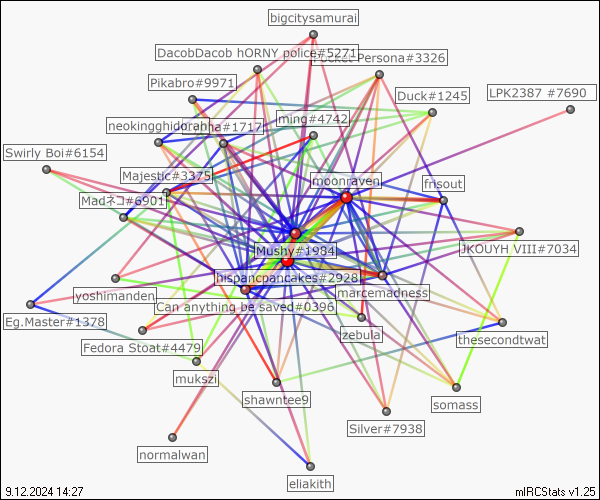 bigcitysamurai
DacobDacob hORNY police#5271
Persona#3326
Pikabro#9971
LPK2387 #7690
Duck#1245
ming#4742
neokingghidorah
#1717
Swirly Boi#6154
Majestic#3375
moonraven
frisout
Madネコ#6901
Mushy#1984
JKOUYH VIII#7034
hispancpancakes#2928
yoshimanden
marcemadness
Can anything be saved#0396
Eg.Master#1378
zebula
thesecondtwat
Fedora Stoat#4479
mukszi
shawntee9
somass
Silver#7938
normalwan
eliakith
9.12.2024 14:27
mIRCStats v1.25